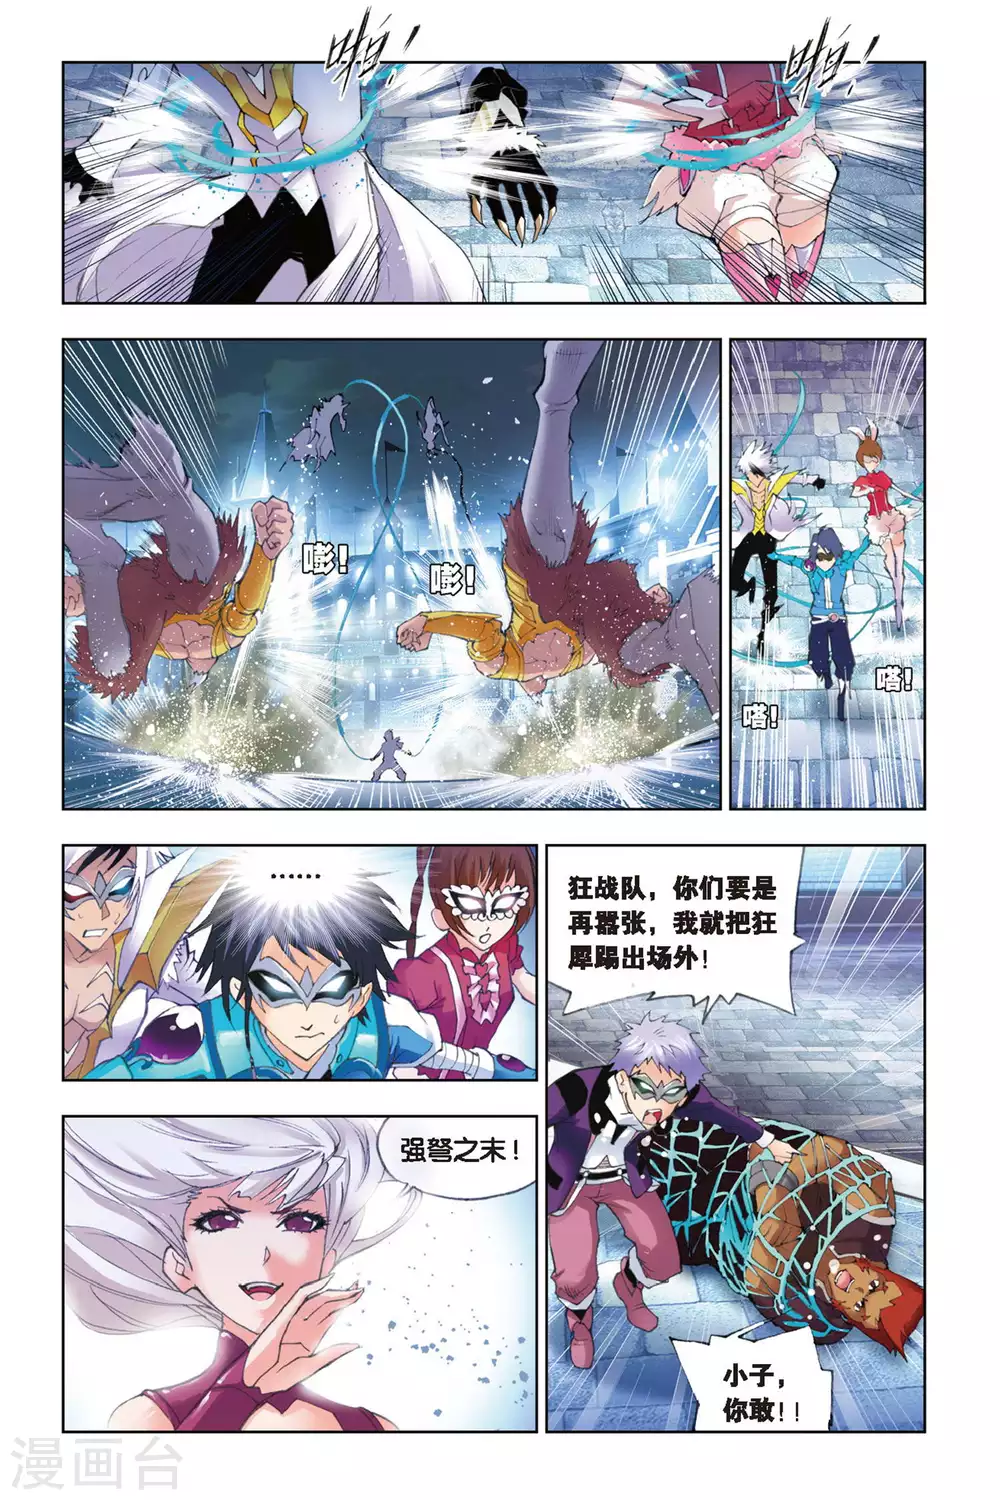 啪！
啪！
嘭！
嘭！
嗒！
嗒！
……
狂战队，你们要是
再嚣张，我就把狂
犀踢出场外！
强弩之末！
小子，
你敢！！
漫画台